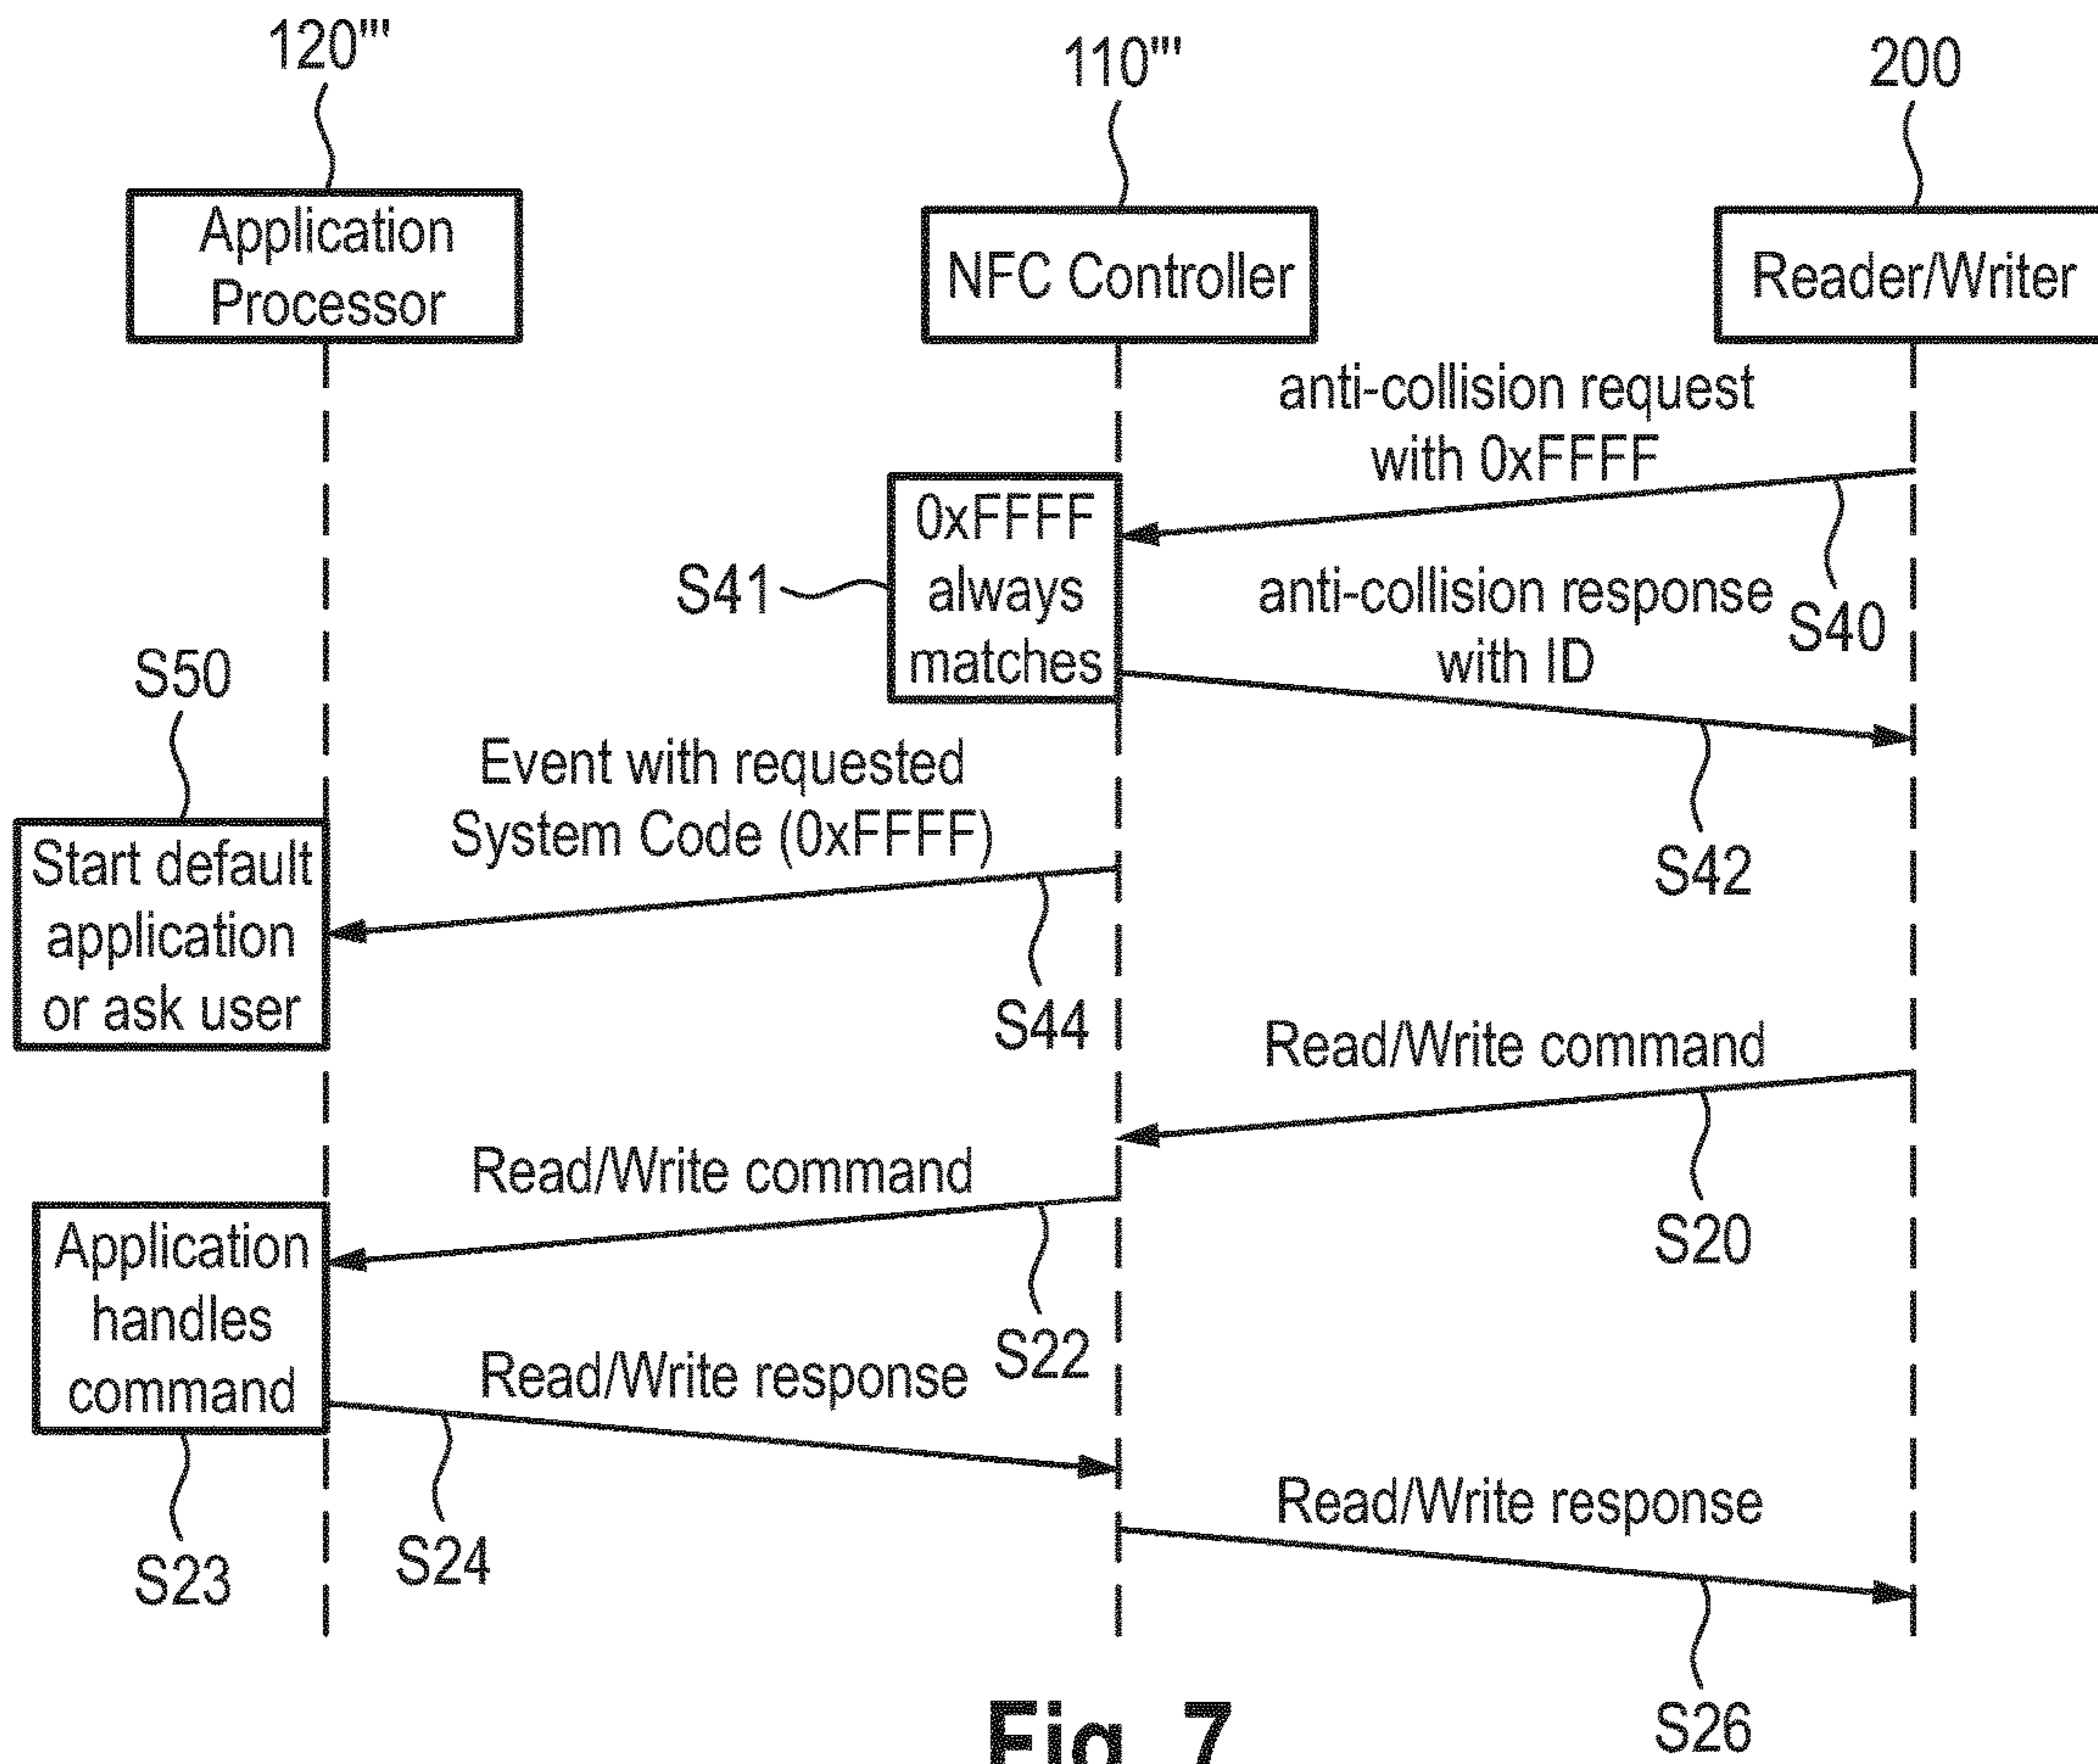 120'''
110'''
200
Application
Processor
NFC Controller
Reader/Writer
anti-collision request
with 0xFFFF
0xFFFF
always
matches
S41
S40
anti-collision response
with ID
S42
S50
Event with requested
System Code (0xFFFF)
Start default
application
or ask user
S44
Read/Write command
S20
Read/Write command
S22
Application
handles
command
S23
Read/Write response
S24
Read/Write response
S26
Fig. 7